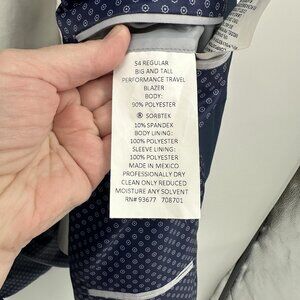 54 REGULAR
BIG AND TALL
PERFORMANCE TRAVEL
BLAZER
BODY:
90% POLYESTER
® SORBTEK
10% SPANDEX
BODY LINING:
100% POLYESTER
SLEEVE LINING:
100% POLYESTER
MADE IN MEXICO
PROFESSIONALLY DRY
CLEAN ONLY REDUCED
MOISTURE ANY SOLVENT
RN# 93677 708701